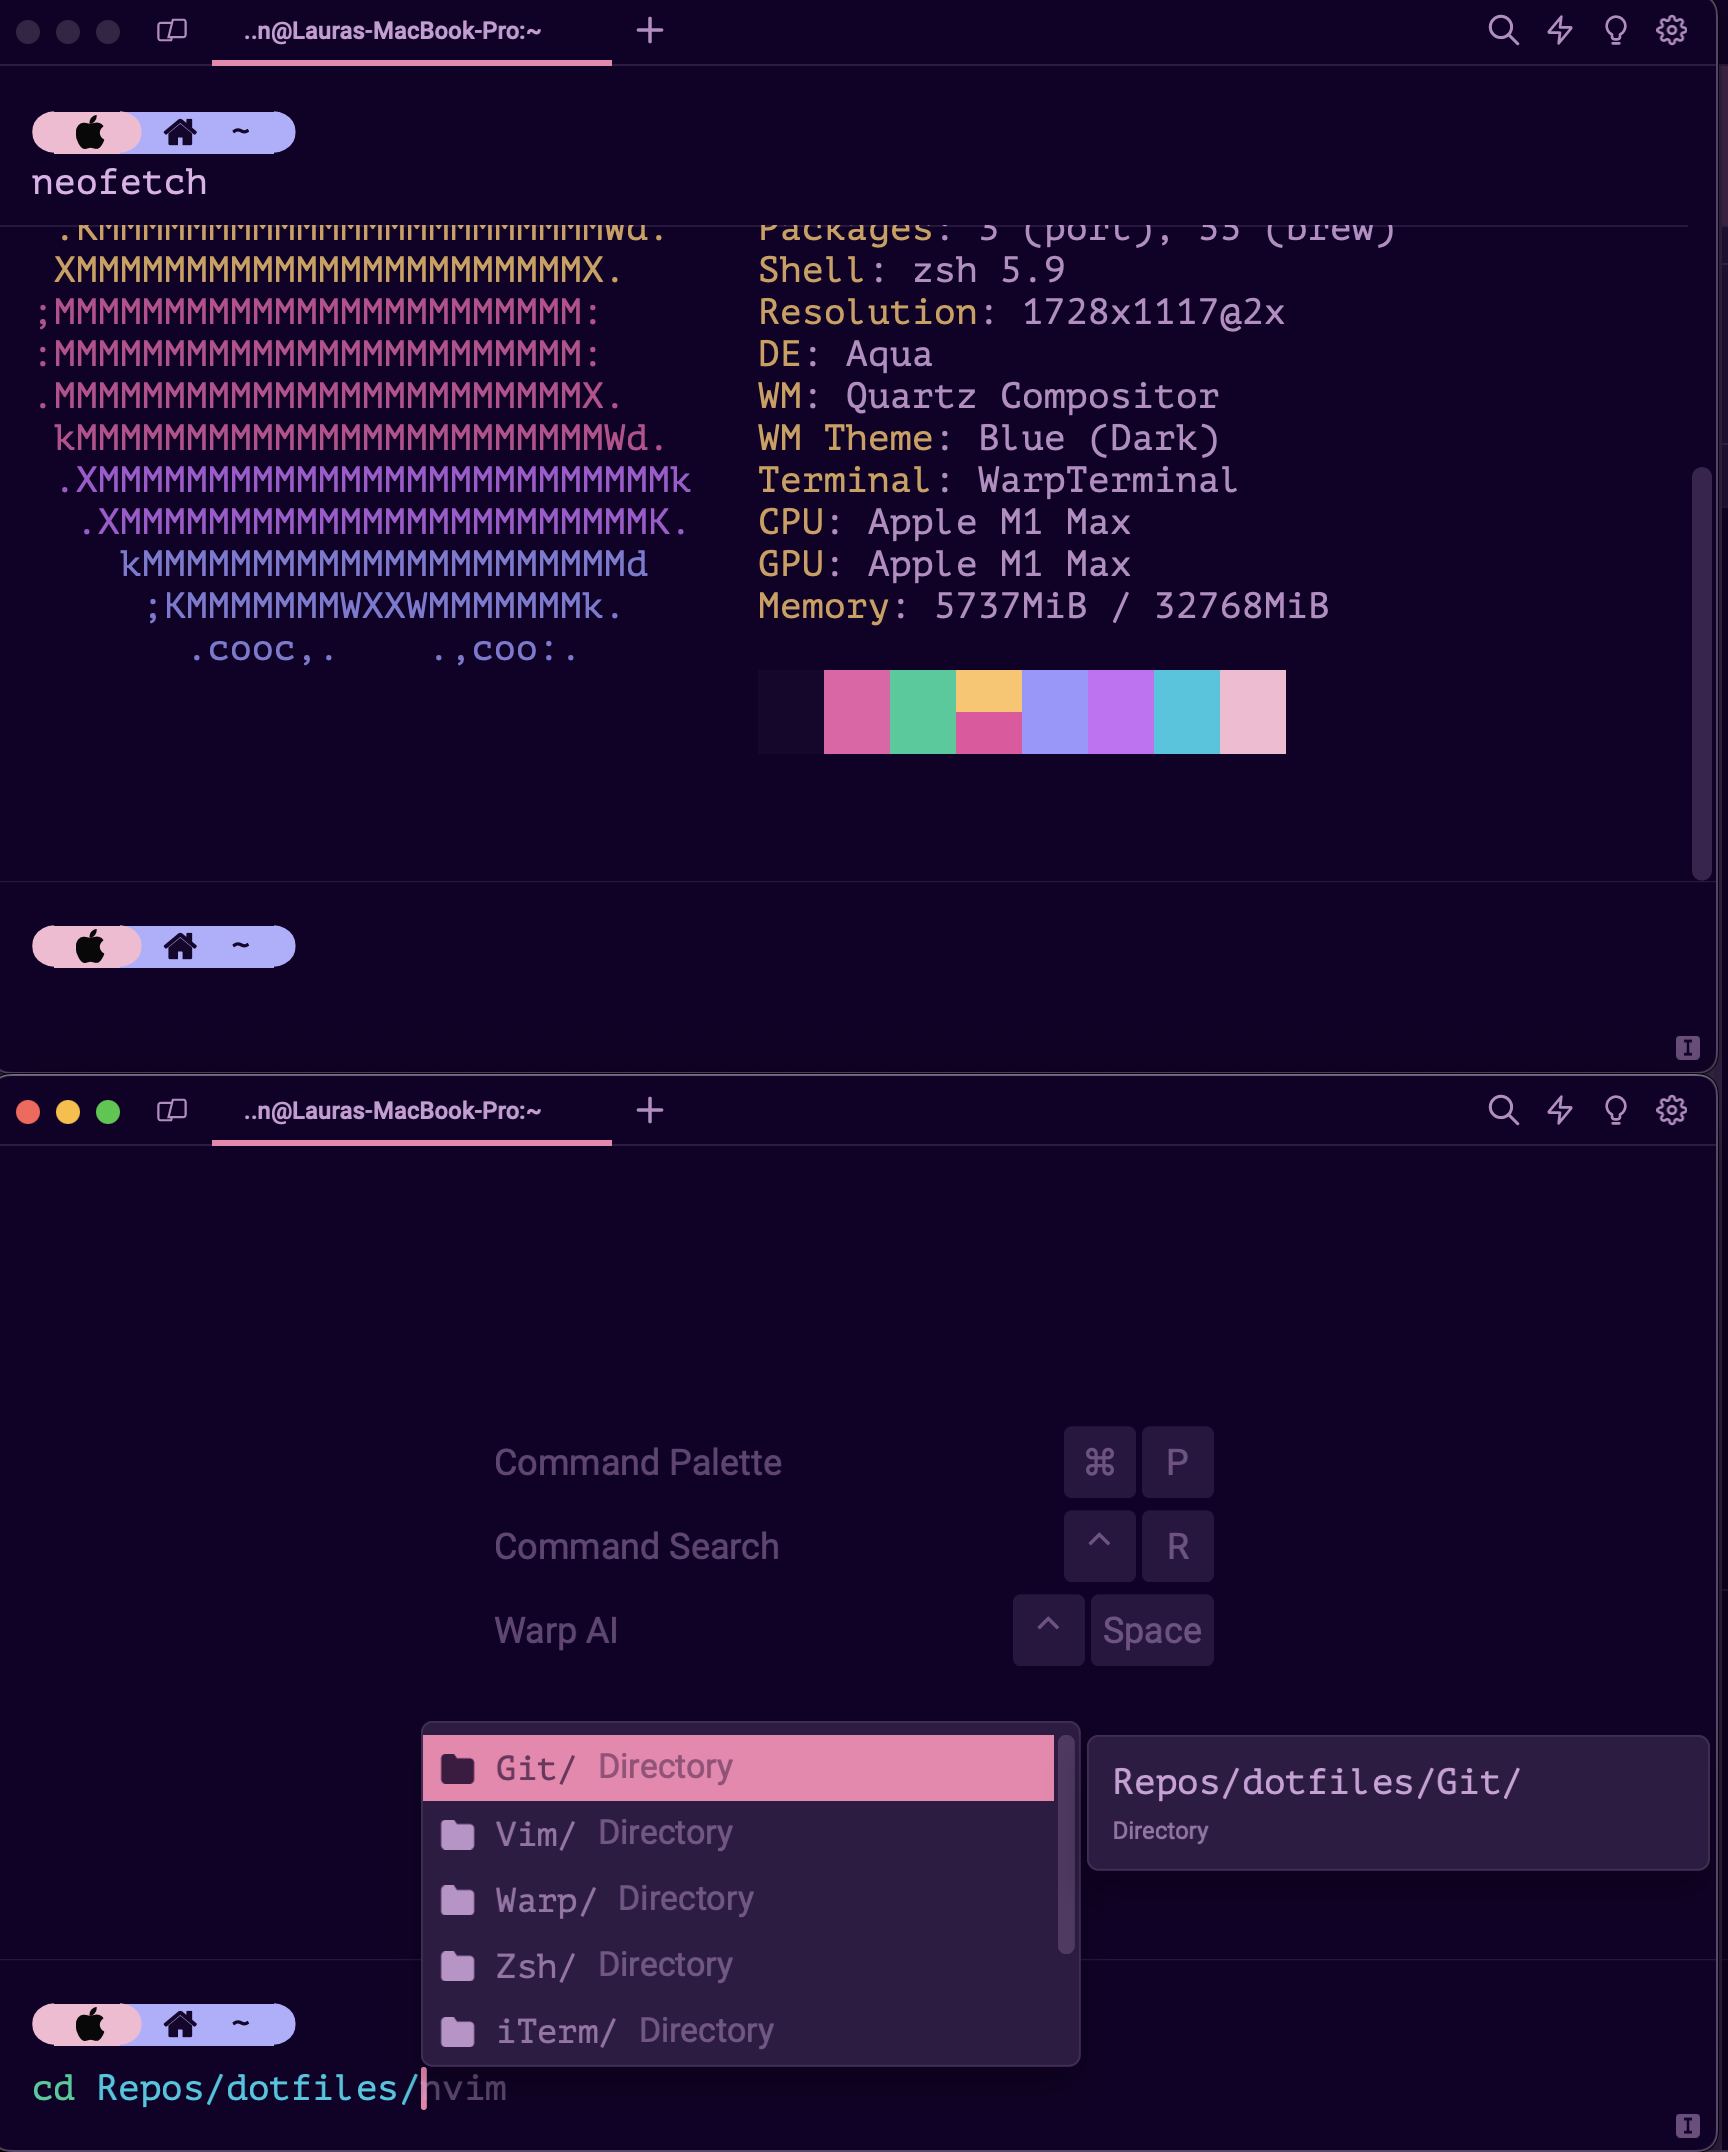 ..n@Lauras-MacBook-Pro:~
~
neofetch
.KMMMMMMMMMMMMMMMMMMMMMMMMWd.
XMMMMMMMMMMMMMMMMMMMMMMMX.
;MMMMMMMMMMMMMMMMMMMMMMMM:
:MMMMMMMMMMMMMMMMMMMMMMMM:
.MMMMMMMMMMMMMMMMMMMMMMMMX.
kMMMMMMMMMMMMMMMMMMMMMMMMWd.
.XMMMMMMMMMMMMMMMMMMMMMMMMMMk
.XMMMMMMMMMMMMMMMMMMMMMMMMK.
kMMMMMMMMMMMMMMMMMMMMMMd
;KMMMMMMMWXXWMMMMMMMk.
.cooc,.    .,coo:.
Packages: 3 (port), 53 (brew)
Shell: zsh 5.9
Resolution: 1728x1117@2x
DE: Aqua
WM: Quartz Compositor
WM Theme: Blue (Dark)
Terminal: WarpTerminal
CPU: Apple M1 Max
GPU: Apple M1 Max
Memory: 5737MiB / 32768MiB
~
..n@Lauras-MacBook-Pro:~
Command Palette ⌘ P
Command Search ^ R
Warp AI ^ Space
Git/ Directory
Vim/ Directory
Warp/ Directory
Zsh/ Directory
iTerm/ Directory
Repos/dotfiles/Git/
Directory
~
cd Repos/dotfiles/nvim